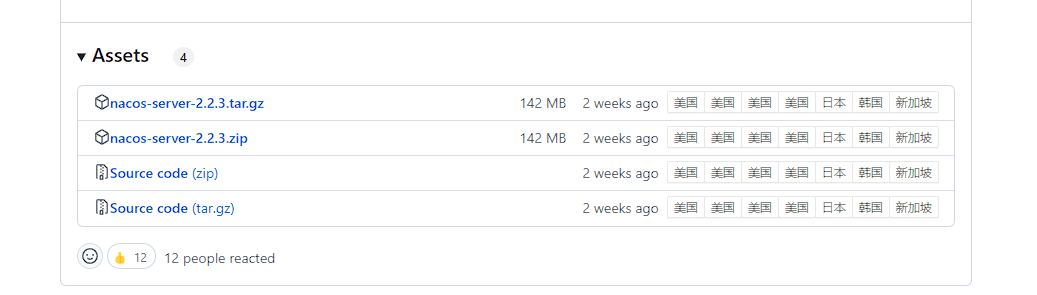 Assets 4
nacos-server-2.2.3.tar.gz 142 MB 2 weeks ago 美国 美国 美国 美国 日本 韩国 新加坡
nacos-server-2.2.3.zip 142 MB 2 weeks ago 美国 美国 美国 美国 日本 韩国 新加坡
Source code (zip) 2 weeks ago 美国 美国 美国 美国 日本 韩国 新加坡
Source code (tar.gz) 2 weeks ago 美国 美国 美国 美国 日本 韩国 新加坡
12 12 people reacted